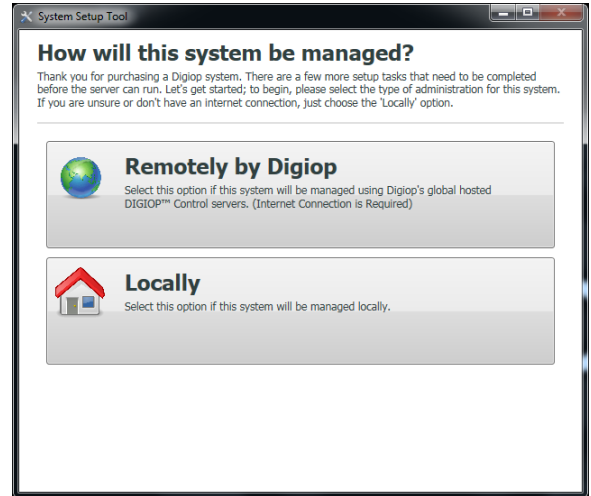 System Setup Tool
How will this system be managed?
Thank you for purchasing a Digiop system. There are a few more setup tasks that need to be completed
before the server can run. Let's get started; to begin, please select the type of administration for this system.
If you are unsure or don't have an internet connection, just choose the 'Locally' option.
Remotely by Digiop
Select this option if this system will be managed using Digiop's global hosted
DIGIOP™ Control servers. (Internet Connection is Required)
Locally
Select this option if this system will be managed locally.